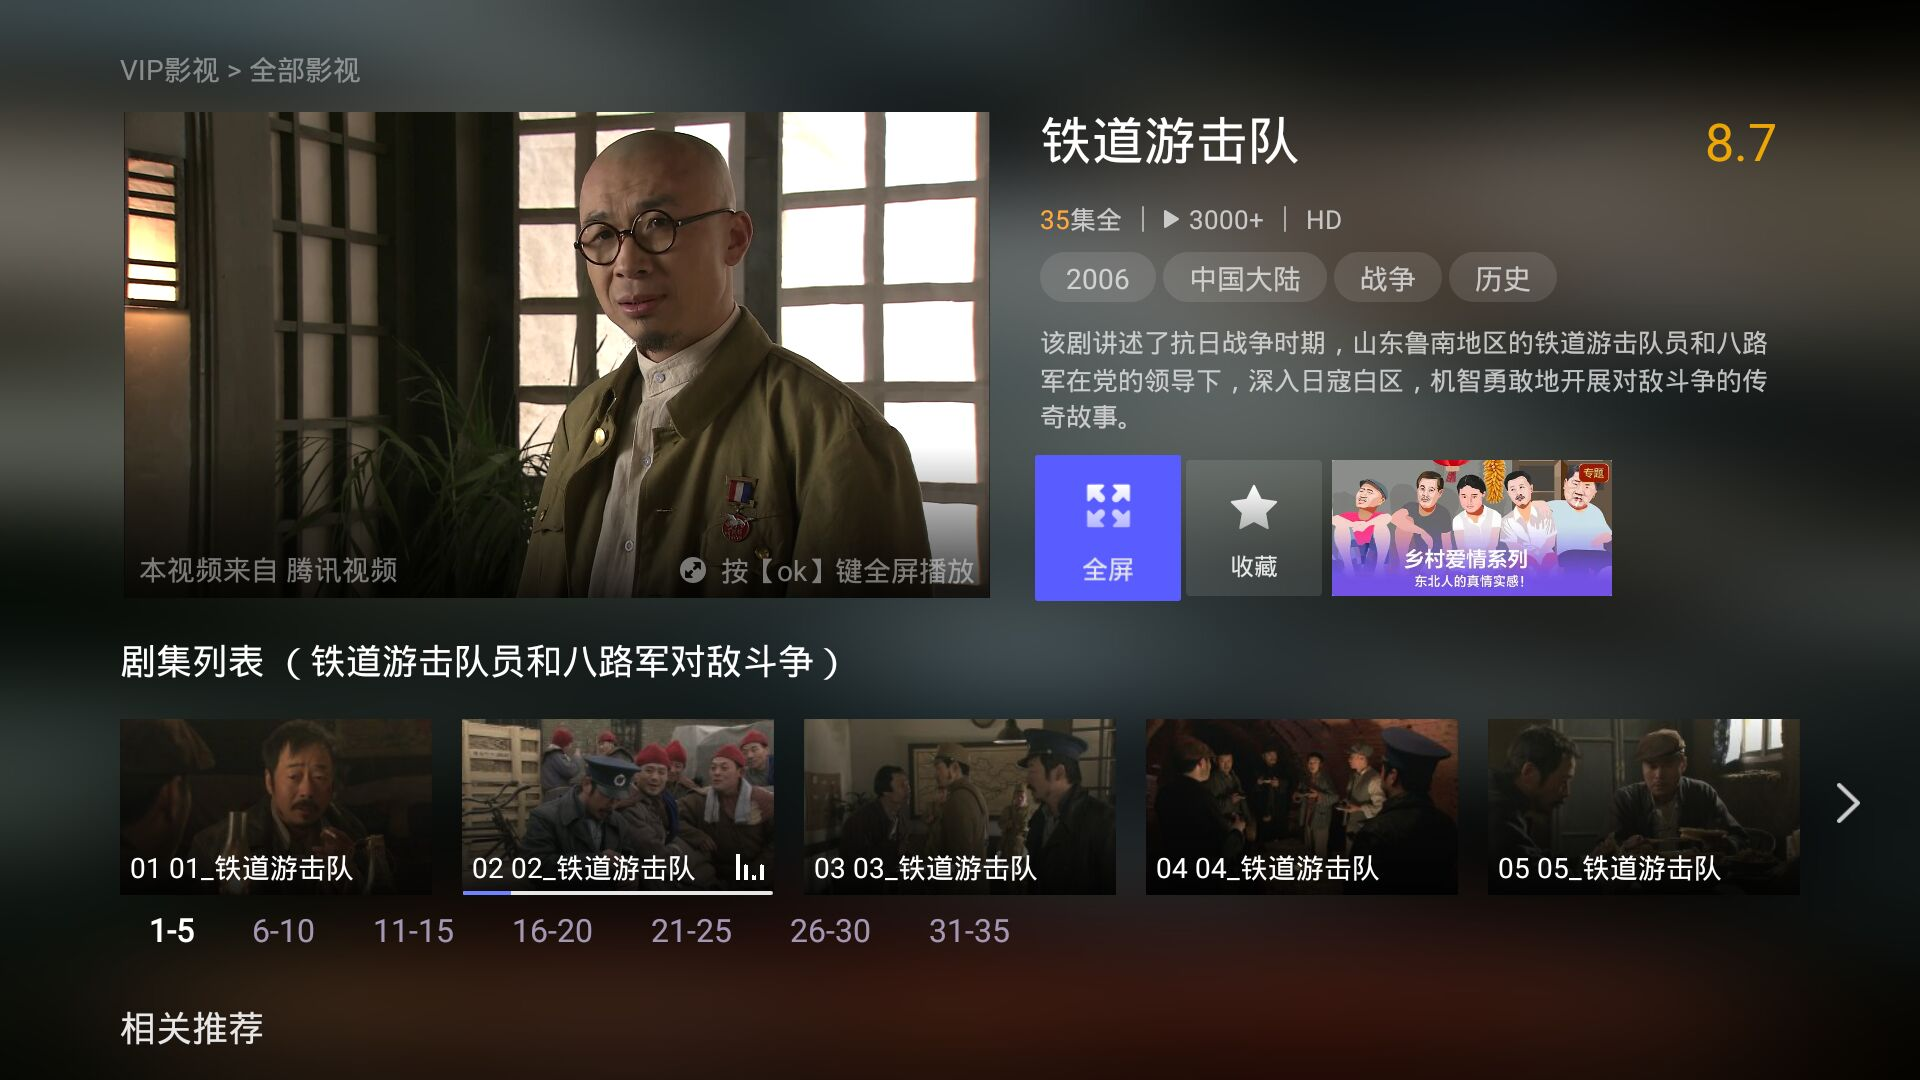 VIP影视 > 全部影视
本视频来自 腾讯视频
按【ok】键全屏播放
铁道游击队
8.7
35集全 | 3000+ | HD
2006 中国大陆 战争 历史
该剧讲述了抗日战争时期，山东鲁南地区的铁道游击队员和八路
军在党的领导下，深入日寇白区，机智勇敢地开展对敌斗争的传
奇故事。
全屏
收藏
专题
乡村爱情系列
东北人的真情实感！
剧集列表 （铁道游击队员和八路军对敌斗争）
01 01_铁道游击队
02 02_铁道游击队
03 03_铁道游击队
04 04_铁道游击队
05 05_铁道游击队
1-5 6-10 11-15 16-20 21-25 26-30 31-35
相关推荐